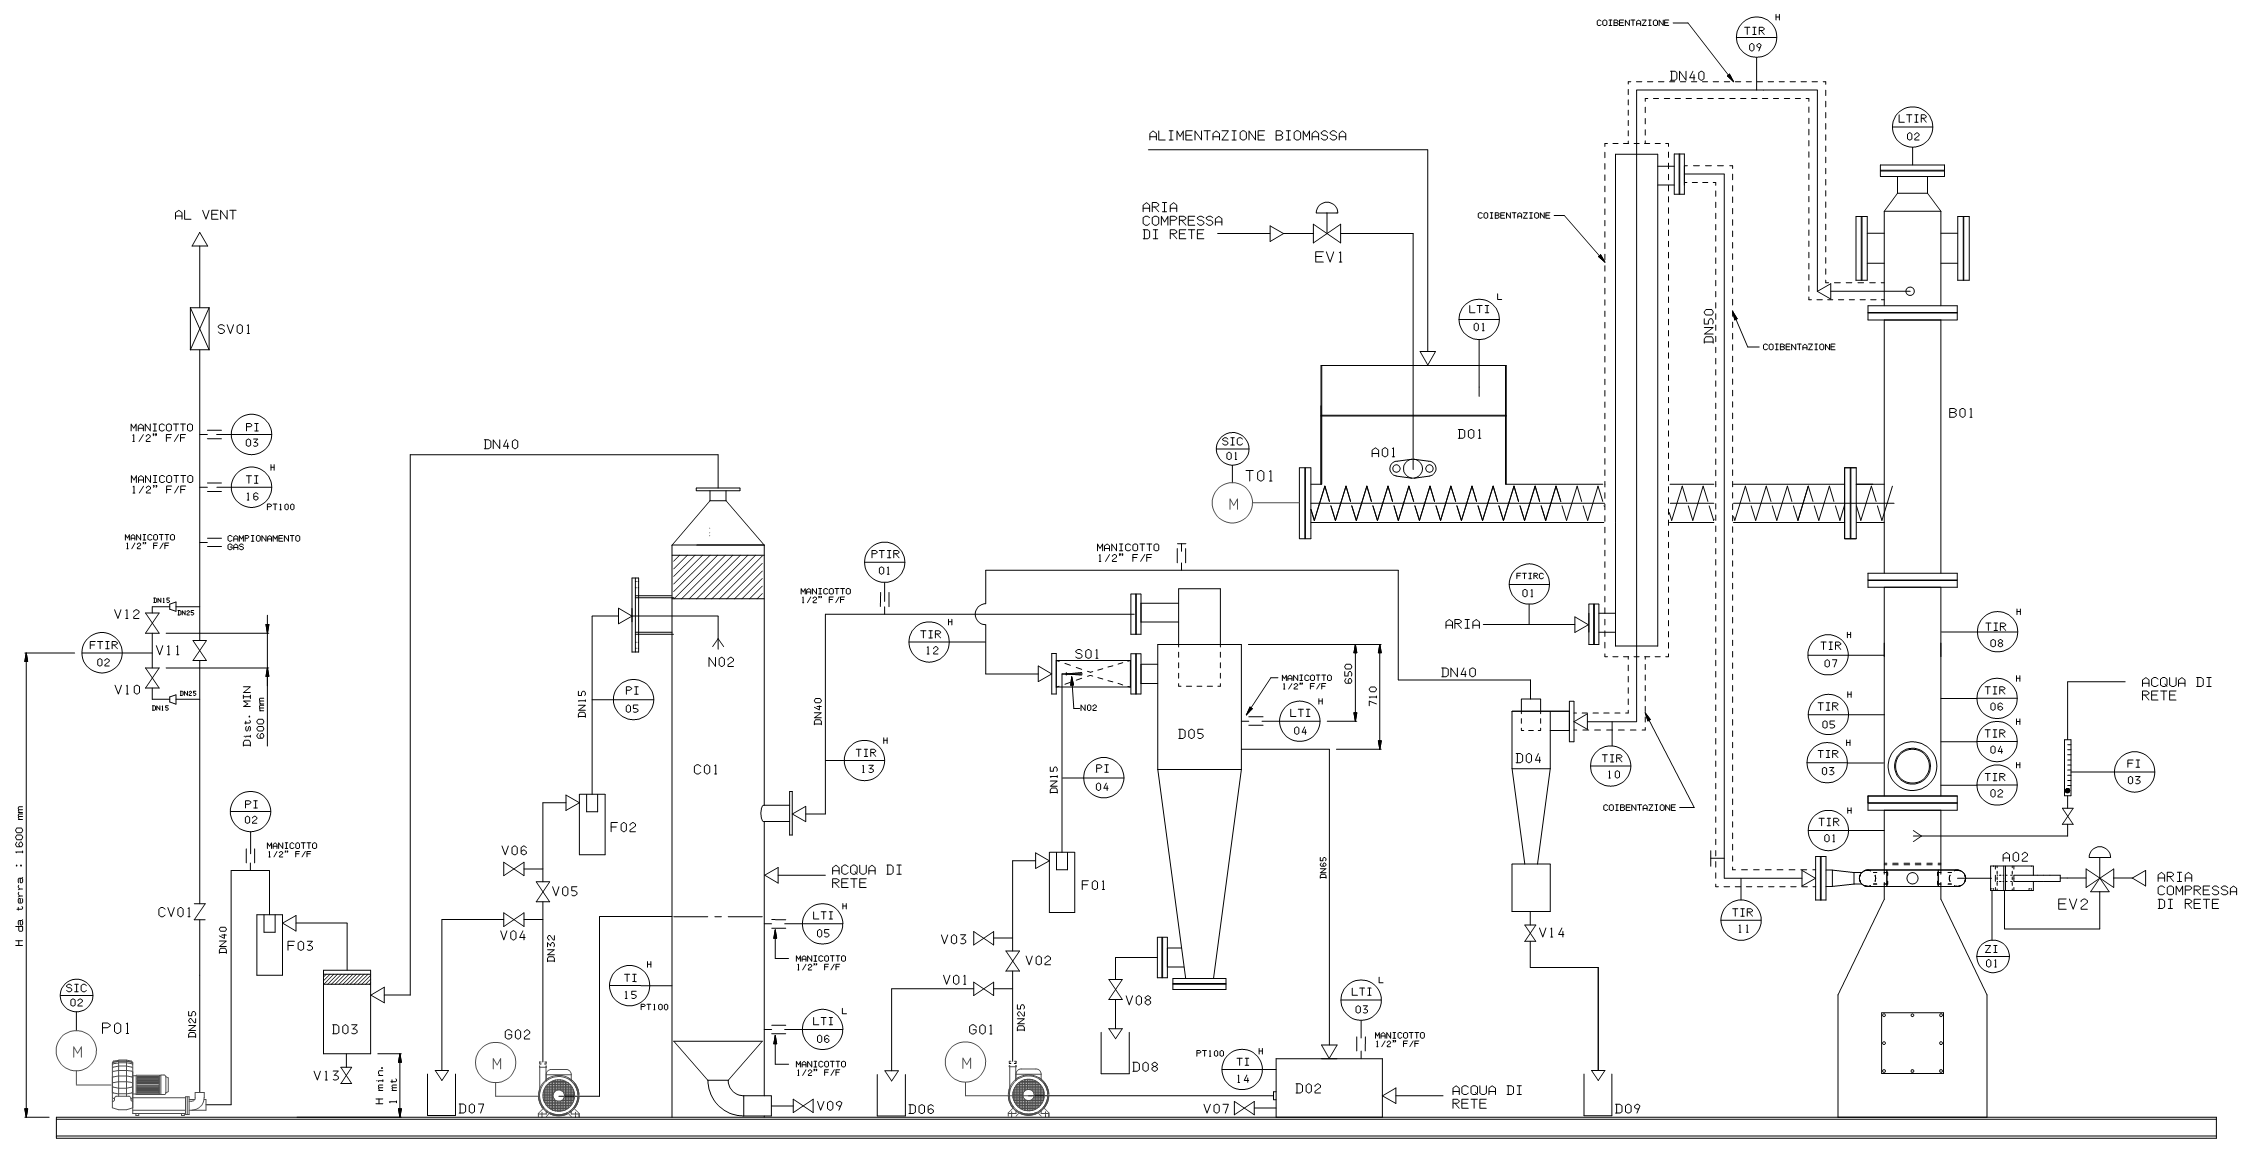 COIBENTAZIONE
TIR
09
H
DN40
LTIR
02
ALIMENTAZIONE BIOMASSA
ARIA
COMPRESSA
DI RETE
EV1
COIBENTAZIONE
AL VENT
SV01
LTI
01
L
DN50
COIBENTAZIONE
B01
MANICOTTO
1/2" F/F
PI
03
DN40
D01
A01
SIC
01
T01
M
MANICOTTO
1/2" F/F
TI
16
H
PT100
MANICOTTO
1/2" F/F
CAMPIONAMENTO
GAS
MANICOTTO
1/2" F/F
PTIR
01
MANICOTTO
1/2" F/F
FTIRC
01
ARIA
V12
DN15
DN25
FTIR
02
V11
V10
DN25
DN15
Dist. MIN
600 mm
N02
TIR
12
H
S01
N02
650
710
MANICOTTO
1/2" F/F
LTI
04
H
DN40
TIR
08
H
TIR
07
H
TIR
06
H
TIR
05
H
TIR
04
H
TIR
03
H
TIR
02
H
TIR
01
H
ACQUA DI
RETE
FI
03
DN15
PI
05
DN40
TIR
13
H
C01
D05
D04
TIR
10
COIBENTAZIONE
DN15
PI
04
H da terra : 1600 mm
PI
02
MANICOTTO
1/2" F/F
F02
V06
V05
V04
DN32
F01
V03
V02
V01
DN25
ACQUA DI
RETE
DN65
A02
EV2
ARIA
COMPRESSA
DI RETE
ZI
01
TIR
11
CV01
DN40
F03
LTI
05
H
MANICOTTO
1/2" F/F
V14
SIC
02
P01
M
DN25
D03
V13
H min.
1 mt
TI
15
H
PT100
LTI
06
L
MANICOTTO
1/2" F/F
V08
D08
LTI
03
L
MANICOTTO
1/2" F/F
G02
M
D07
V09
G01
M
D06
PT100
TI
14
H
D02
V07
ACQUA DI
RETE
D09